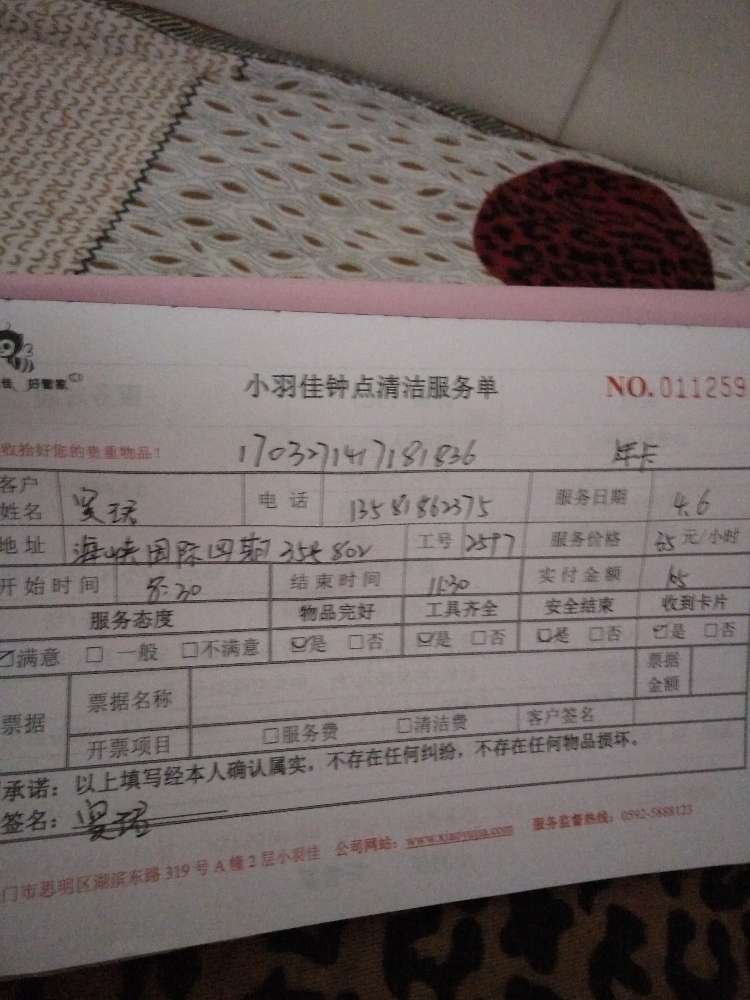 好管家
小羽佳钟点清洁服务单 NO.011259
收拾好您的贵重物品! 1703271417181836 年卡
客户姓名 电话 13581862375 服务日期 4.6
地址 海峡国际四期 354 802 工号 2597 服务价格 元/小时
开始时间 8:30 结束时间 11:30 实付金额
服务态度 物品完好 工具齐全 安全结束 收到卡片
☑满意 □一般 □不满意 ☑是 □否 ☑是 □否 ☑是 □否 ☑是 □否
票据 票据名称 票据金额
开票项目 □服务费 □清洁费 客户签名
承诺：以上填写经本人确认属实，不存在任何纠纷，不存在任何物品损坏。
签名：
门市思明区湖滨东路319号A幢2层小羽佳 公司网站：www.xiaoyujia.com 服务监督热线：0592-5888123